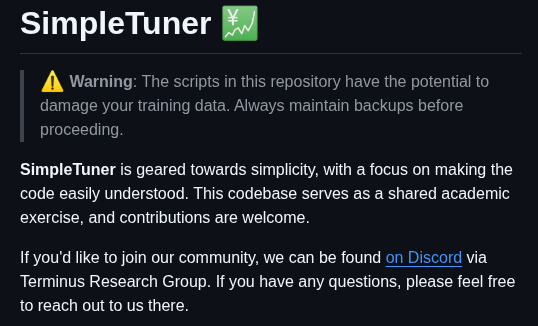 SimpleTuner 💹
⚠️ Warning: The scripts in this repository have the potential to
damage your training data. Always maintain backups before
proceeding.
SimpleTuner is geared towards simplicity, with a focus on making the
code easily understood. This codebase serves as a shared academic
exercise, and contributions are welcome.
If you'd like to join our community, we can be found on Discord via
Terminus Research Group. If you have any questions, please feel free
to reach out to us there.